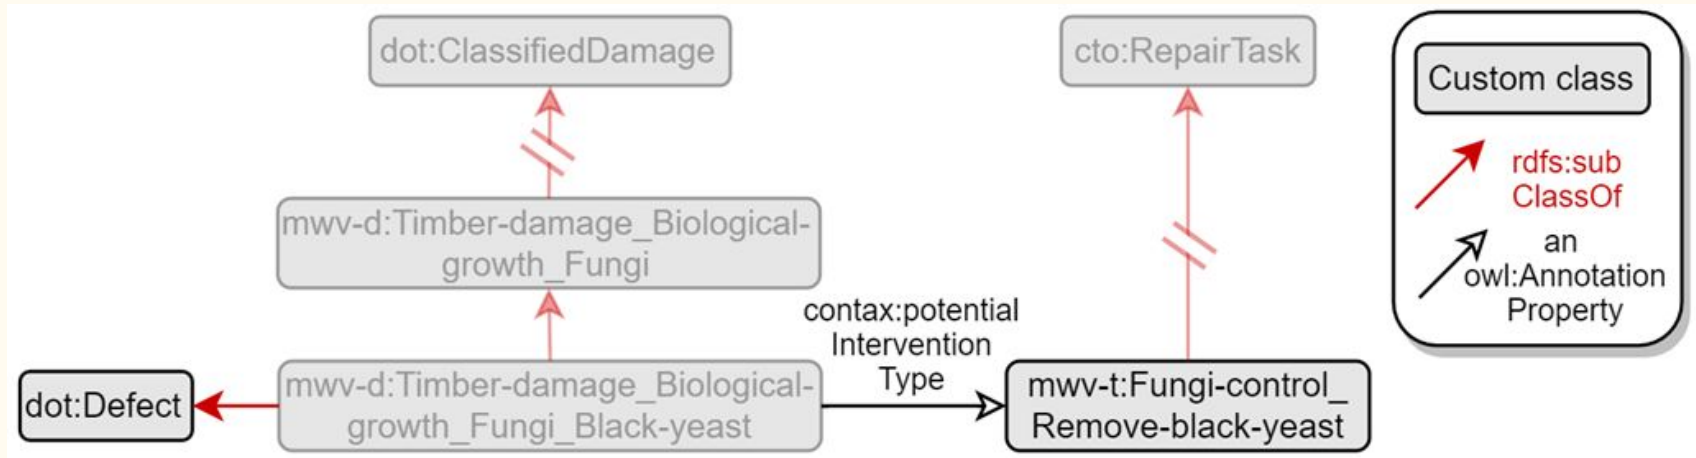 dot:ClassifiedDamage
cto:RepairTask
mwv-d:Timber-damage_Biological-
growth_Fungi
contax:potential
Intervention
Type
dot:Defect
mwv-d:Timber-damage_Biological-
growth_Fungi_Black-yeast
mwv-t:Fungi-control_
Remove-black-yeast
Custom class
rdfs:sub
ClassOf
an
owl:Annotation
Property